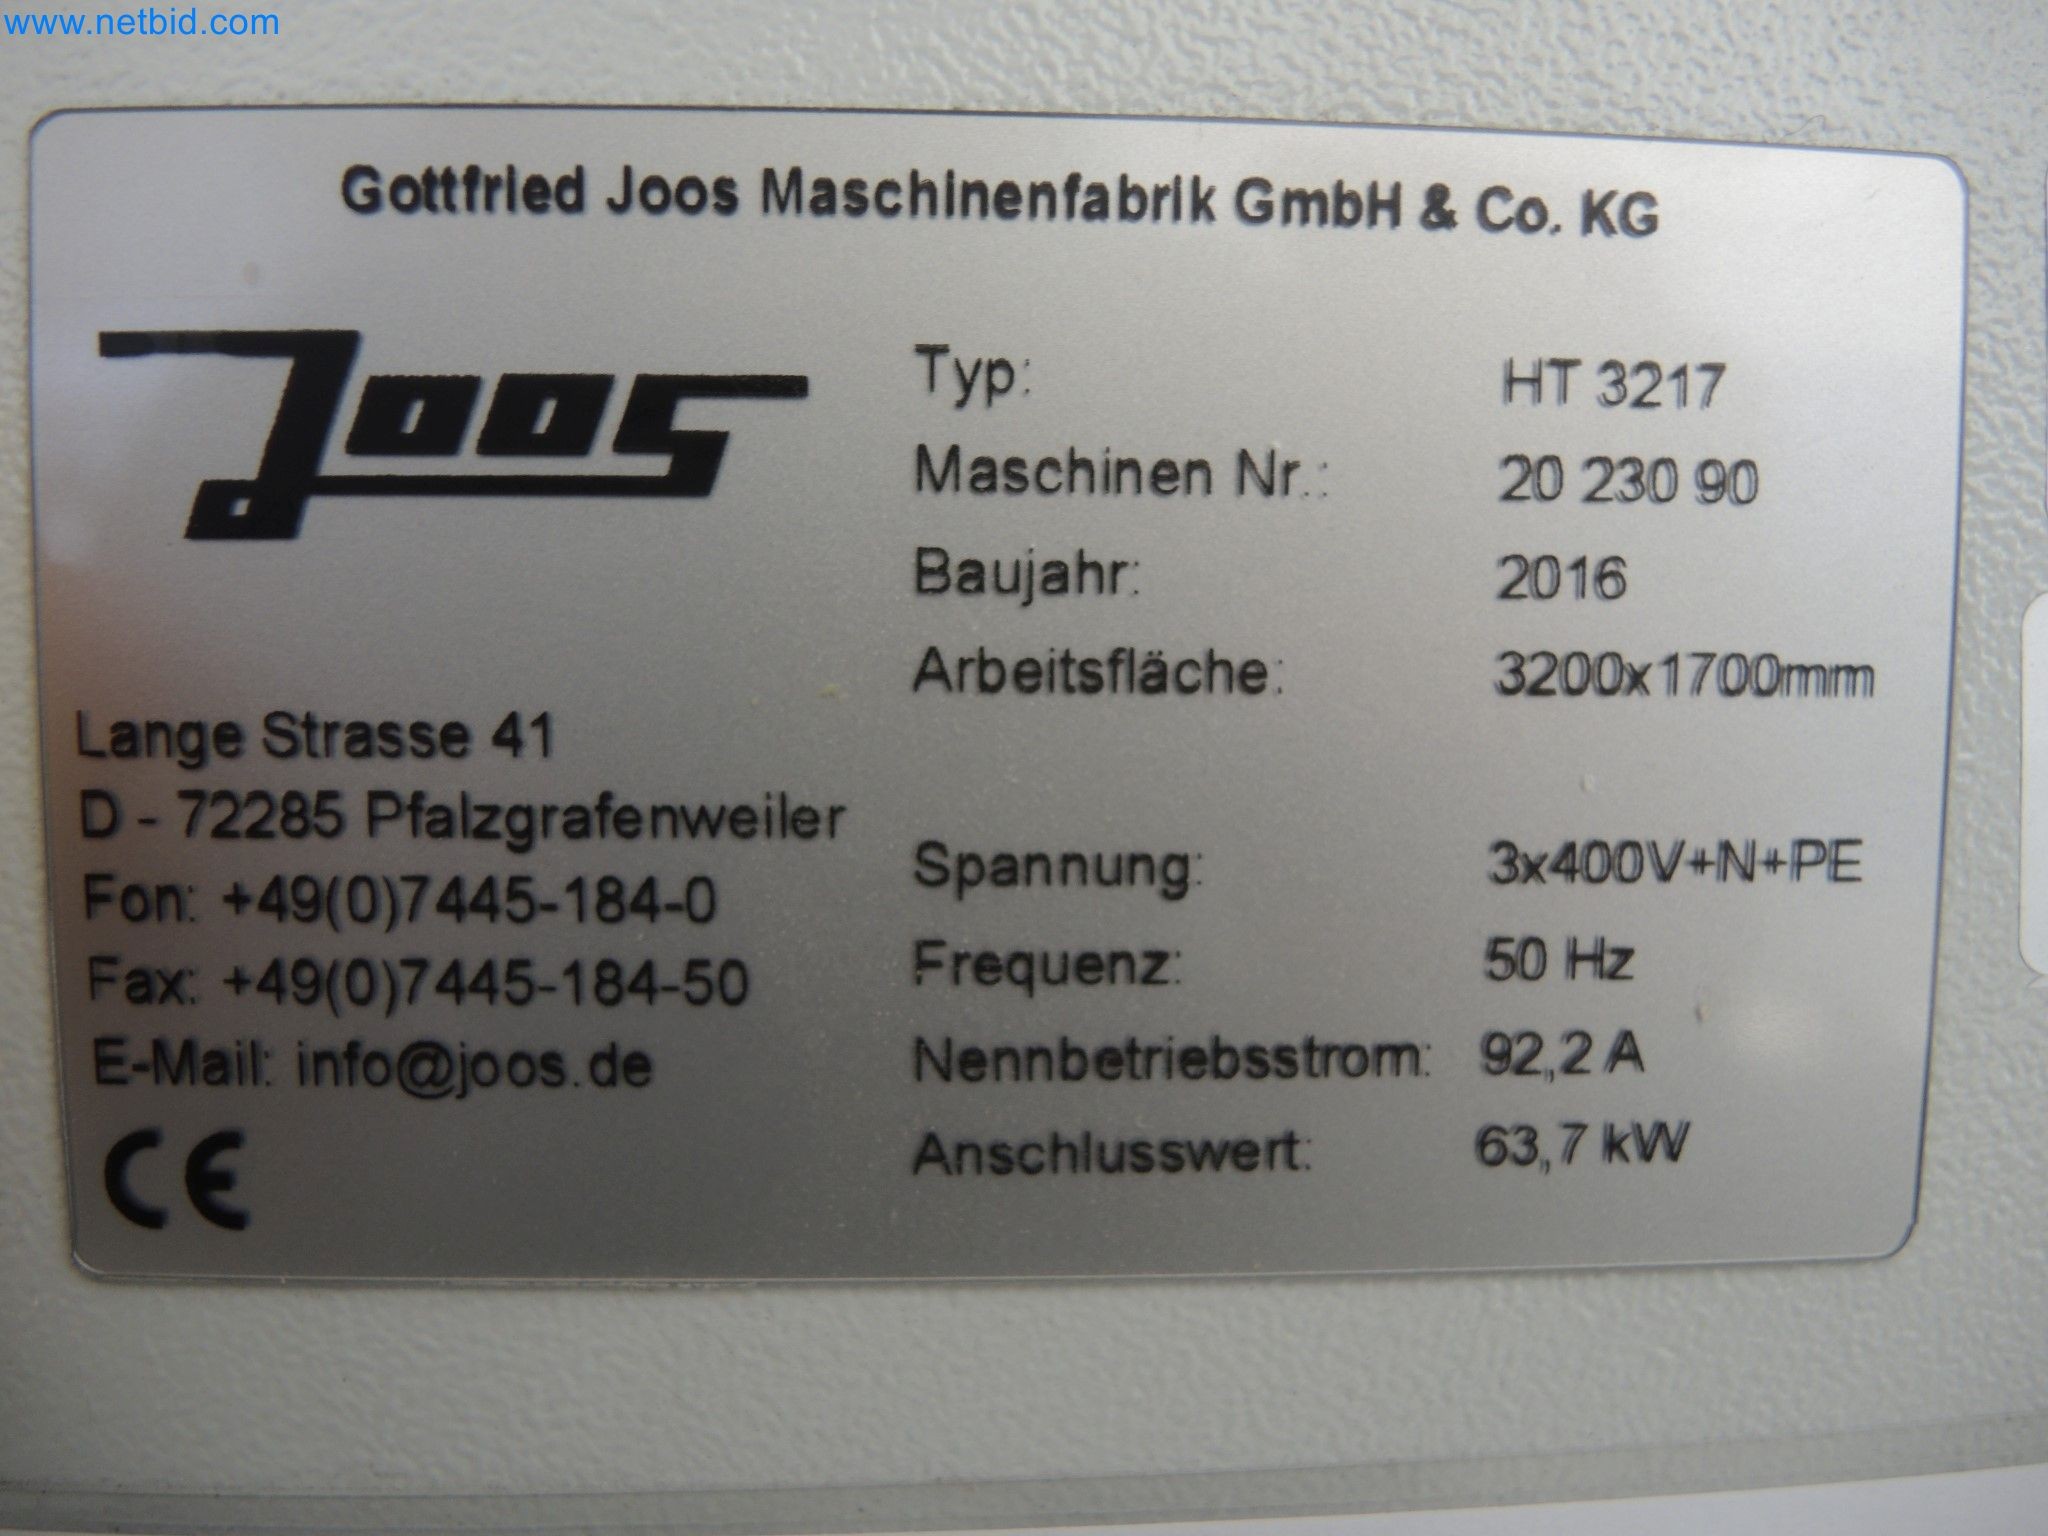 www.netbid.com
Gottfried Joos Maschinenfabrik GmbH & Co. KG
Joos
Typ: HT 3217
Maschinen Nr.: 20 230 90
Baujahr: 2016
Arbeitsfläche: 3200x1700mm
Lange Strasse 41
D - 72285 Pfalzgrafenweiler
Fon: +49(0)7445-184-0
Fax: +49(0)7445-184-50
E-Mail: info@joos.de
CE
Spannung: 3x400V+N+PE
Frequenz: 50 Hz
Nennbetriebsstrom: 92,2 A
Anschlusswert: 63,7 kW